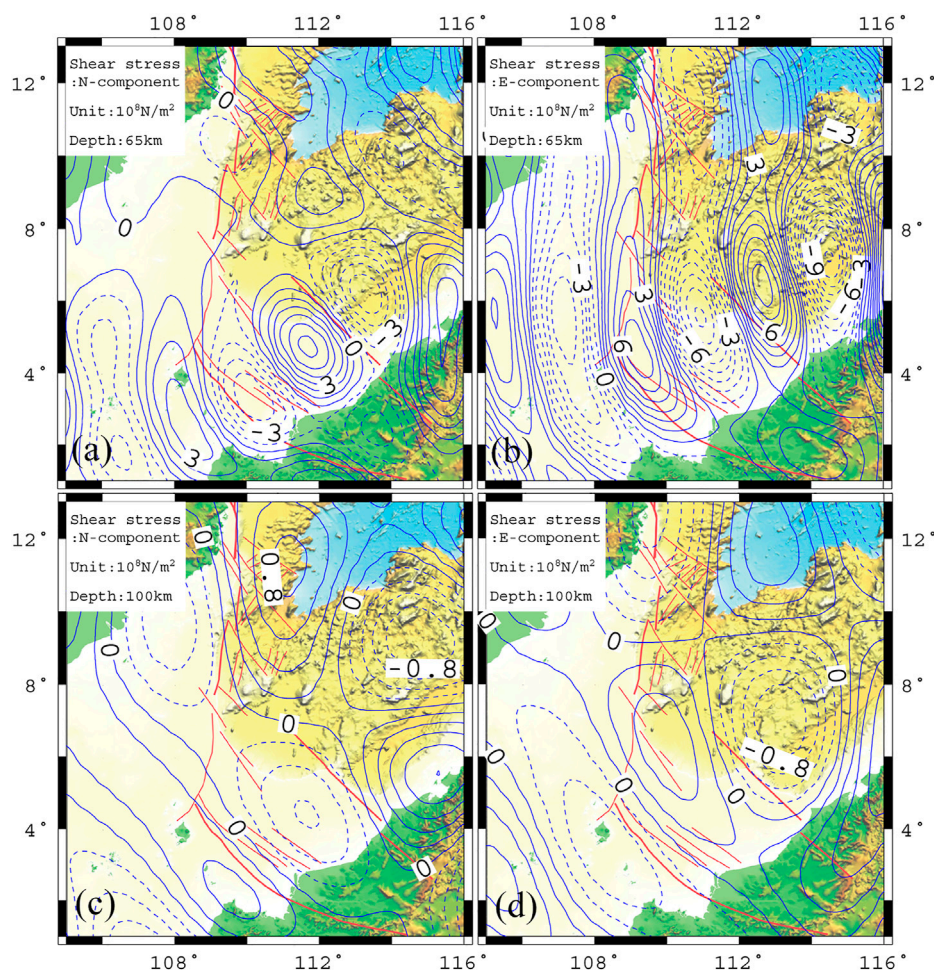 108° 112° 116° 108° 112° 116°
Shear stress
:N-component
Unit:10⁸N/m²
Depth:65km
12°
8°
4°
0
0
0
-3
3
-3
3
(a)
Shear stress
:E-component
Unit:10⁸N/m²
Depth:65km
12°
8°
4°
-3
3
-3
3
-9
-3
-6
-3
-6
6
6
0
(b)
Shear stress
:N-component
Unit:10⁸N/m²
Depth:100km
12°
8°
4°
0
0.8
0
0
-0.8
0
0
0
(c)
Shear stress
:E-component
Unit:10⁸N/m²
Depth:100km
12°
8°
4°
0
0
0
0
-0.8
0
0
0
(d)
108° 112° 116° 108° 112° 116°